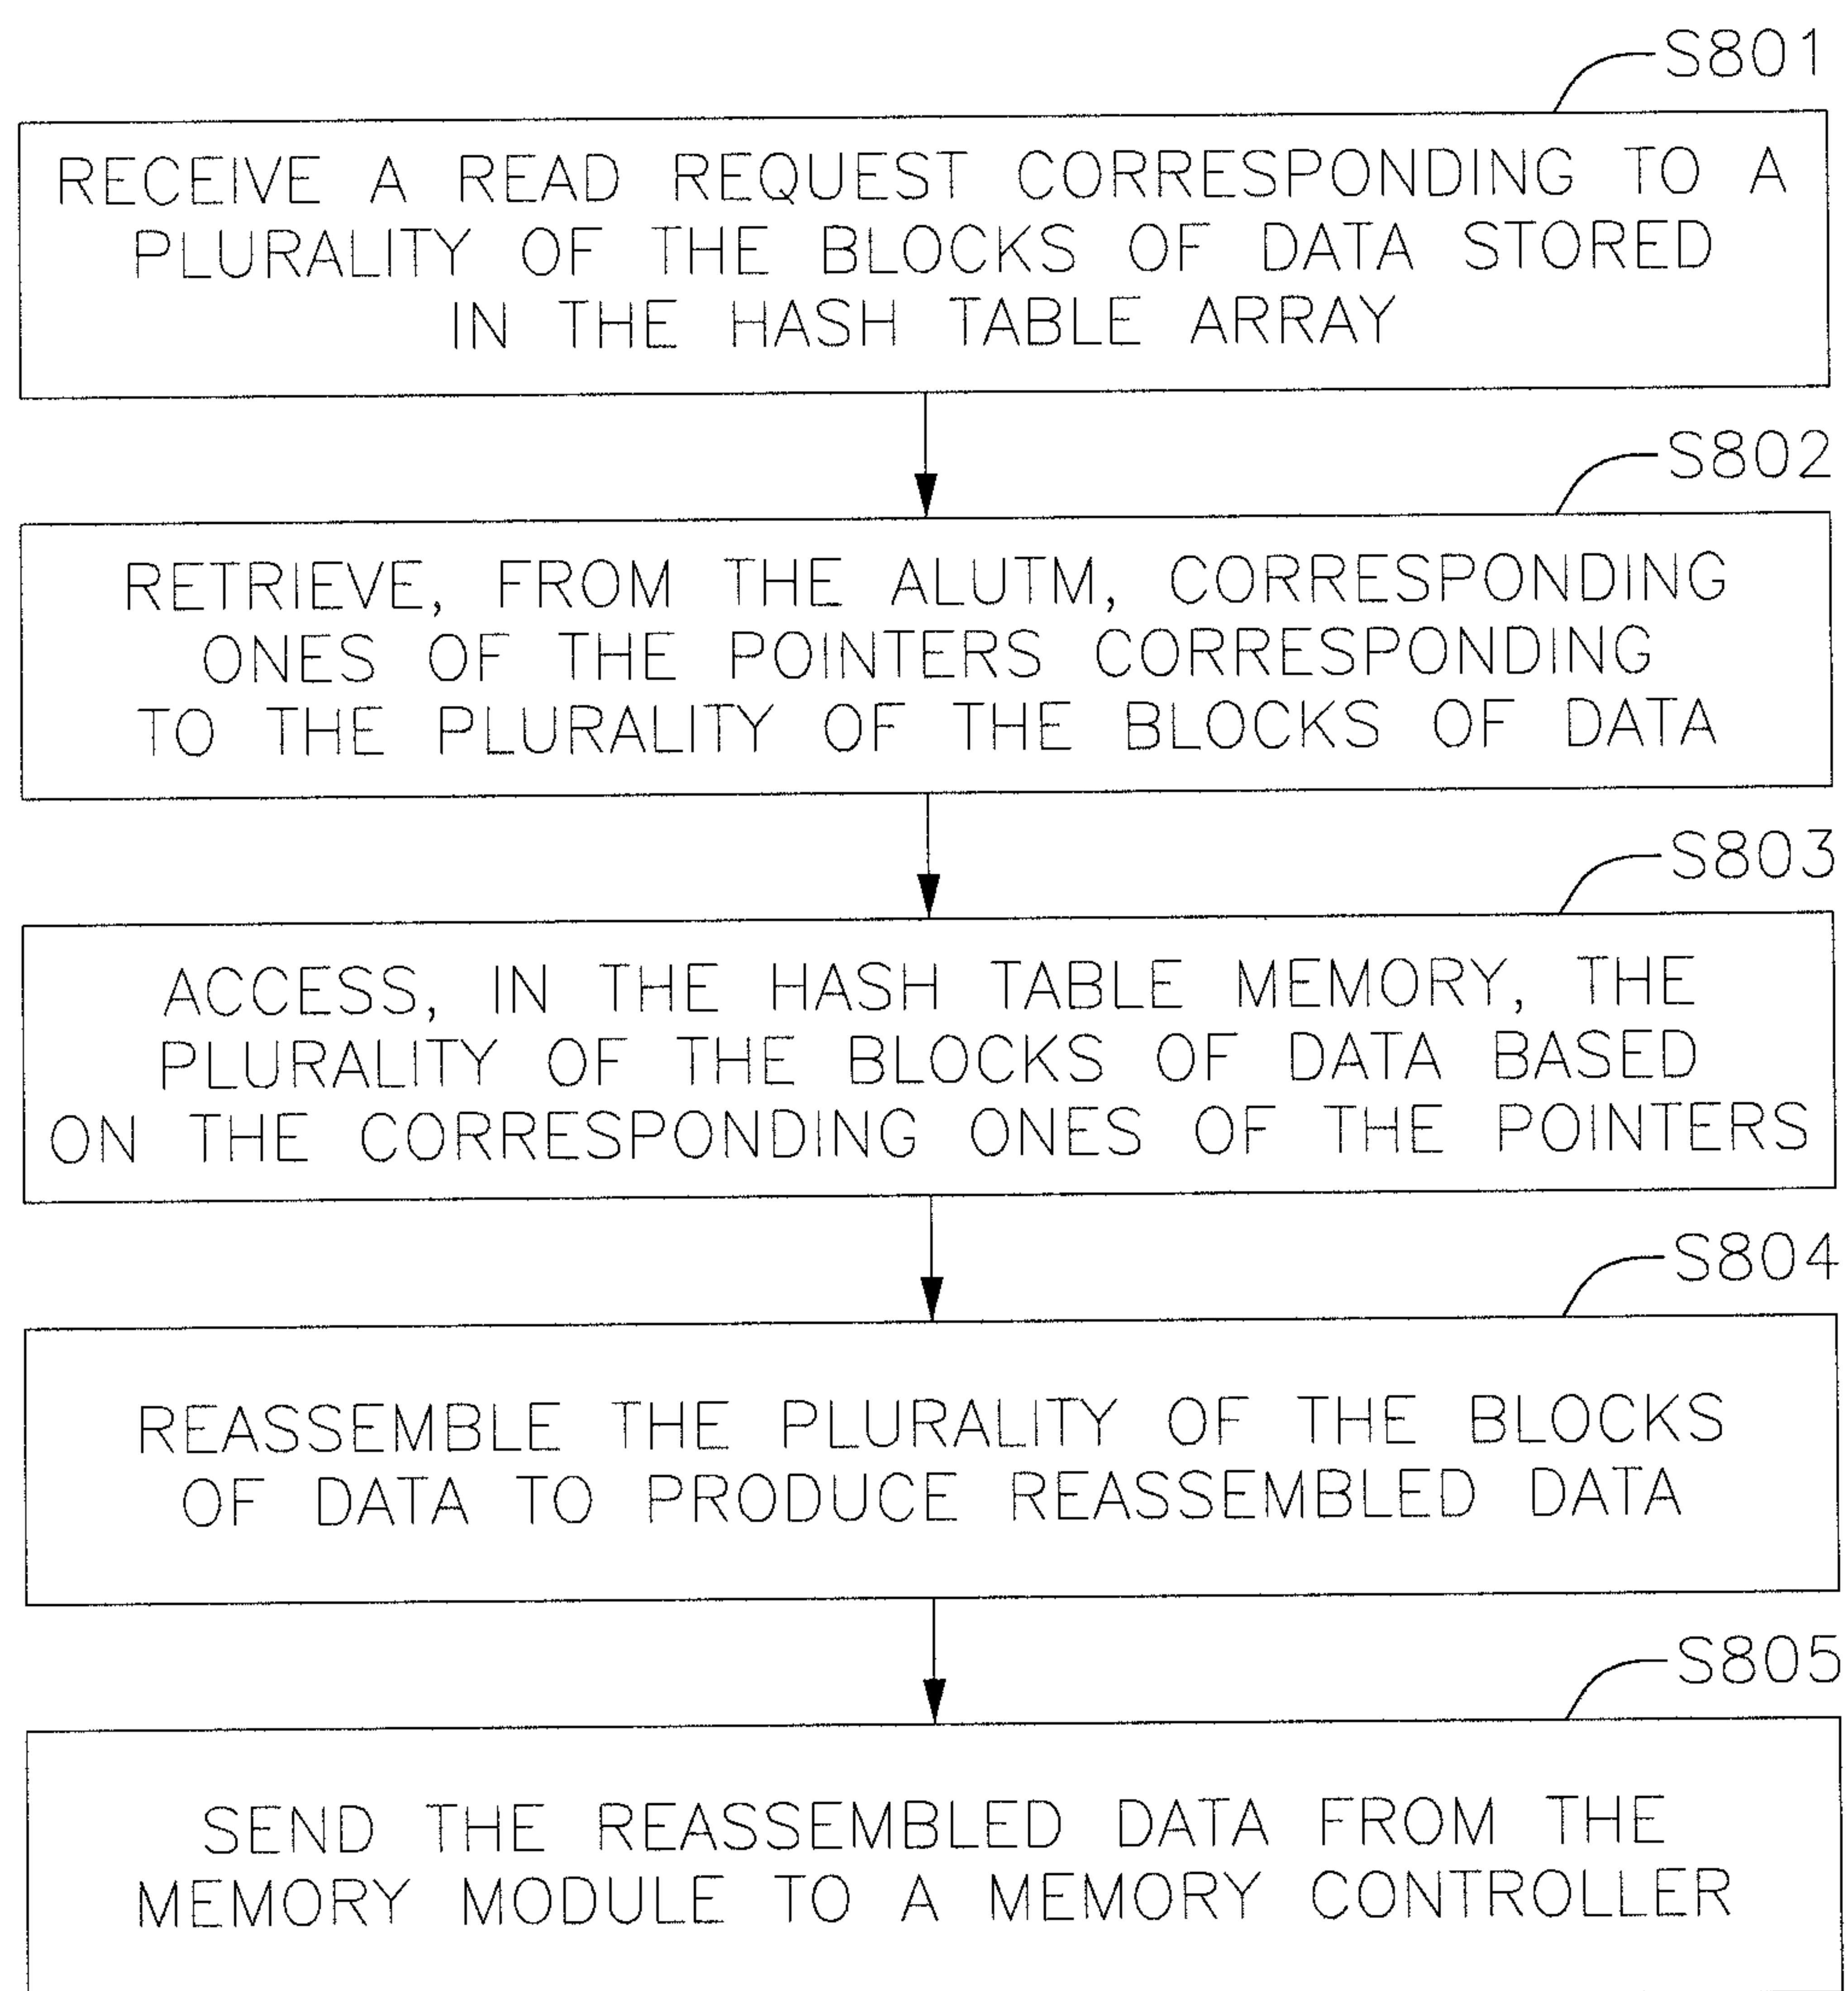 S801
RECEIVE A READ REQUEST CORRESPONDING TO A
PLURALITY OF THE BLOCKS OF DATA STORED
IN THE HASH TABLE ARRAY
S802
RETRIEVE, FROM THE ALUTM, CORRESPONDING
ONES OF THE POINTERS CORRESPONDING
TO THE PLURALITY OF THE BLOCKS OF DATA
S803
ACCESS, IN THE HASH TABLE MEMORY, THE
PLURALITY OF THE BLOCKS OF DATA BASED
ON THE CORRESPONDING ONES OF THE POINTERS
S804
REASSEMBLE THE PLURALITY OF THE BLOCKS
OF DATA TO PRODUCE REASSEMBLED DATA
S805
SEND THE REASSEMBLED DATA FROM THE
MEMORY MODULE TO A MEMORY CONTROLLER